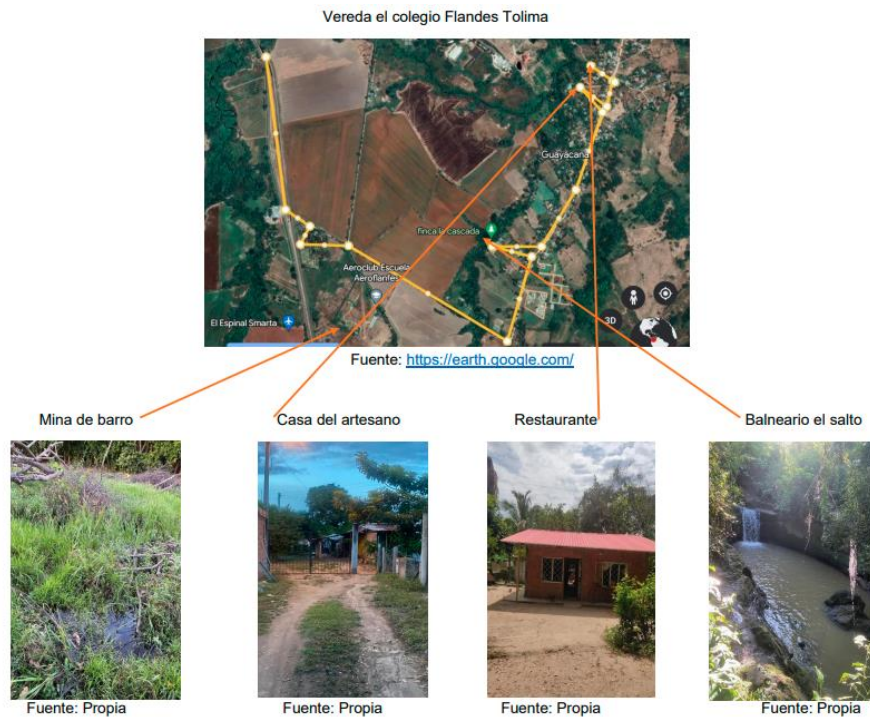 Vereda el colegio Flandes Tolima
Guayacana
finca la cascada
Aeroclub Escuela
Aeroflanfes
El Espinal Smarta
3D
Fuente: https://earth.google.com/
Mina de barro
Casa del artesano
Restaurante
Balneario el salto
Fuente: Propia
Fuente: Propia
Fuente: Propia
Fuente: Propia